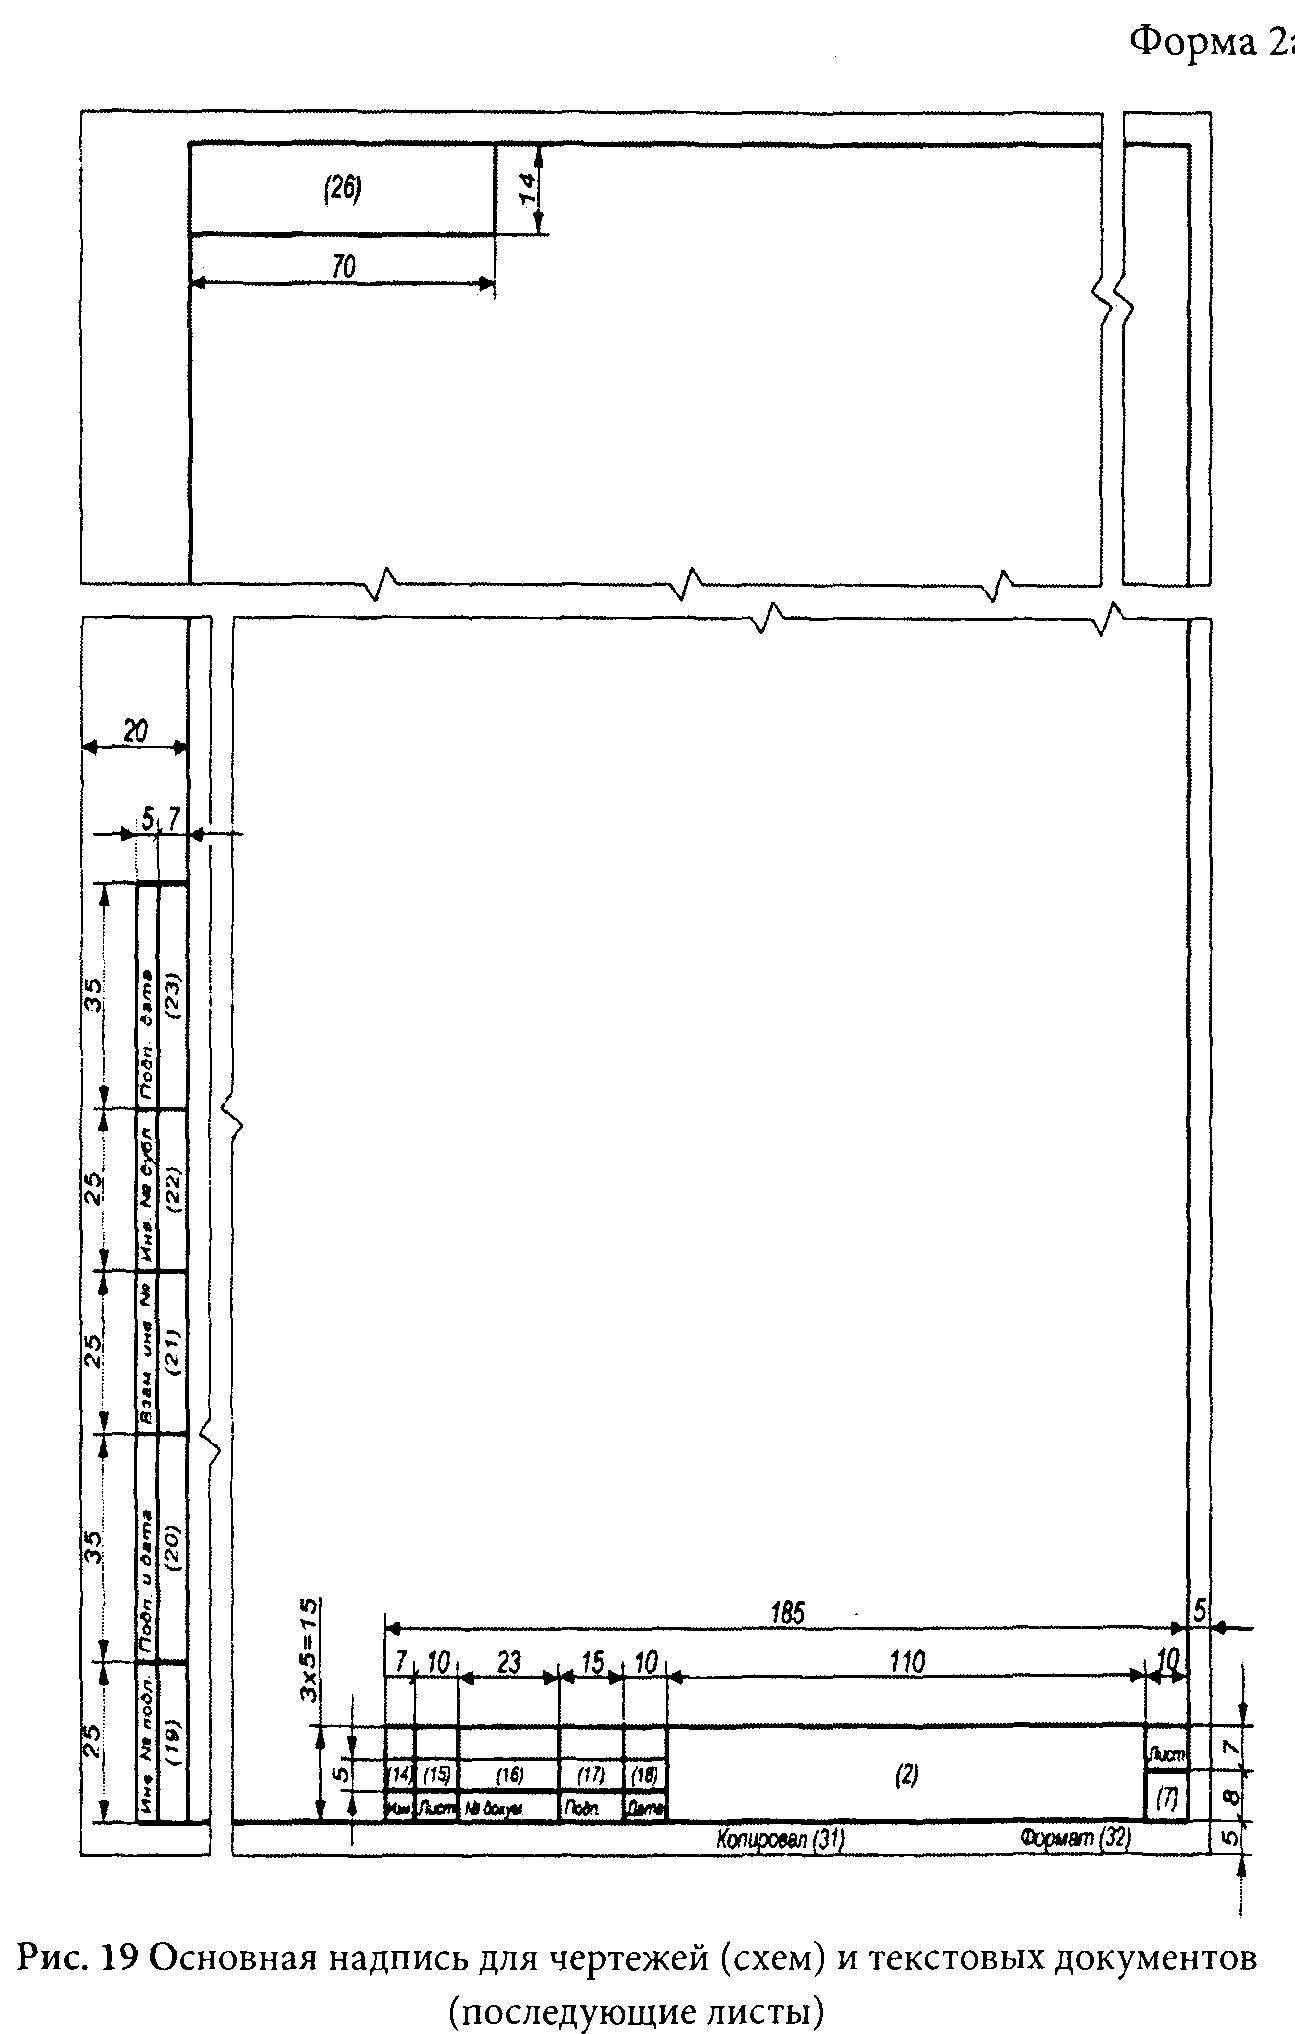 Форма 2а
(26)
14
70
20
5 7
35
Подп. дата
(23)
25
Инв. № дубл
(22)
25
Взам инв №
(21)
35
Подп. и дата
(20)
25
Инв № подл.
(19)
3х5=15
185
5
7 10 23 15 10 110 10
5
(14) (15) (16) (17) (18) (2) Лист 7
Изм Лист № докум. Подп. Дата (7) 8
Копировал (31) Формат (32) 5
Рис. 19 Основная надпись для чертежей (схем) и текстовых документов
(последующие листы)